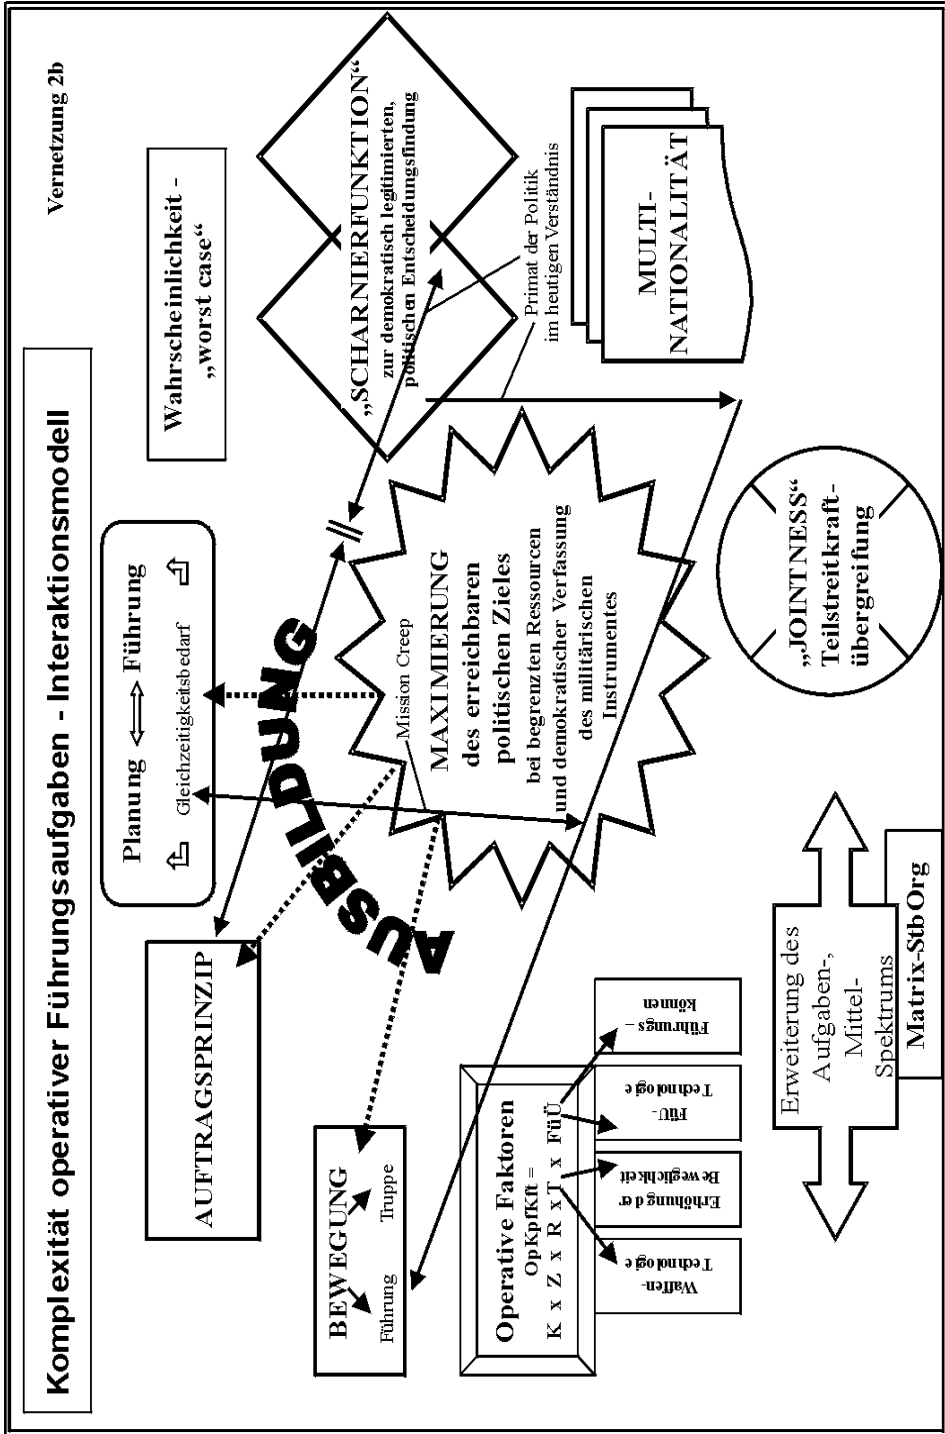 Vernetzung 2b
Komplexität operativer Führungsaufgaben - Interaktionsmodell
AUFTRAGSPRINZIP
Planung ⟺ Führung
Gleichzeitigkeitsbedarf
Wahrscheinlichkeit -
„worst case“
AUSBILDUNG
BEWEGUNG
Führung Truppe
Mission Creep
MAXIMIERUNG
des erreichbaren
politischen Zieles
bei begrenzten Ressourcen
und demokratischer Verfassung
des militärischen
Instrumentes
„SCHARNIERFUNKTION“
zur demokratisch legitimierten,
politischen Entscheidungsfindung
Primat der Politik
im heutigen Verständnis
Operative Faktoren
OpKpfKft =
K x Z x R x T x FüÜ
Waffen-
Technologie
Erhöhung der
Beweglichkeit
FüU-
Technologie
Führungs –
können
MULTI-
NATIONALITÄT
„JOINTNESS“
Teilstreitkraft-
übergreifung
Erweiterung des
Aufgaben-,
Mittel-
Spektrums
Matrix-StbOrg